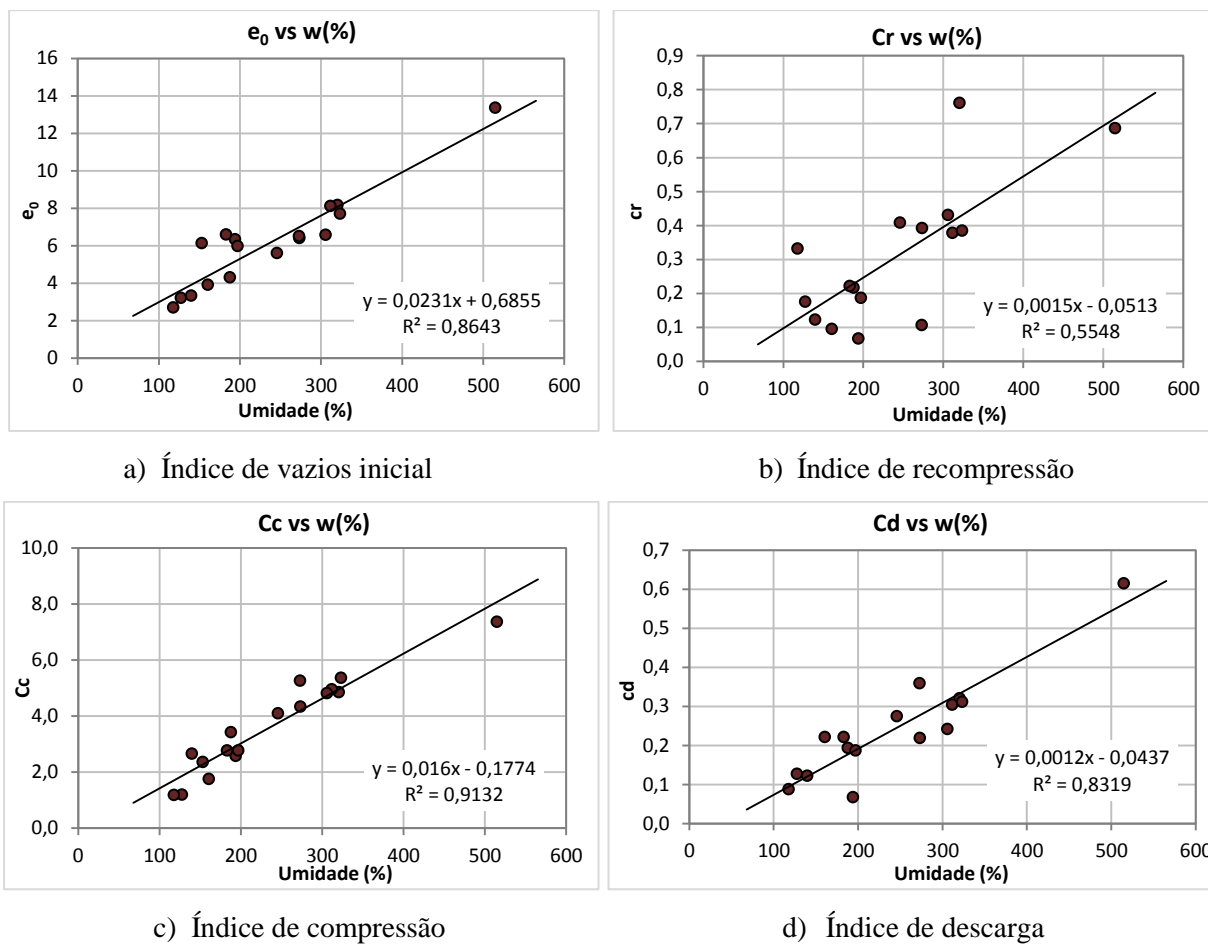 e₀ vs w(%)
16
14
12
10
8
6
4
2
0
e₀
y = 0,0231x + 0,6855
R² = 0,8643
0 100 200 300 400 500 600
Umidade (%)
a) Índice de vazios inicial
Cr vs w(%)
0,9
0,8
0,7
0,6
0,5
0,4
0,3
0,2
0,1
0,0
cr
y = 0,0015x - 0,0513
R² = 0,5548
0 100 200 300 400 500 600
Umidade (%)
b) Índice de recompressão
Cc vs w(%)
10,0
8,0
6,0
4,0
2,0
0,0
Cc
y = 0,016x - 0,1774
R² = 0,9132
0 100 200 300 400 500 600
Umidade (%)
c) Índice de compressão
Cd vs w(%)
0,7
0,6
0,5
0,4
0,3
0,2
0,1
0,0
cd
y = 0,0012x - 0,0437
R² = 0,8319
0 100 200 300 400 500 600
Umidade (%)
d) Índice de descarga